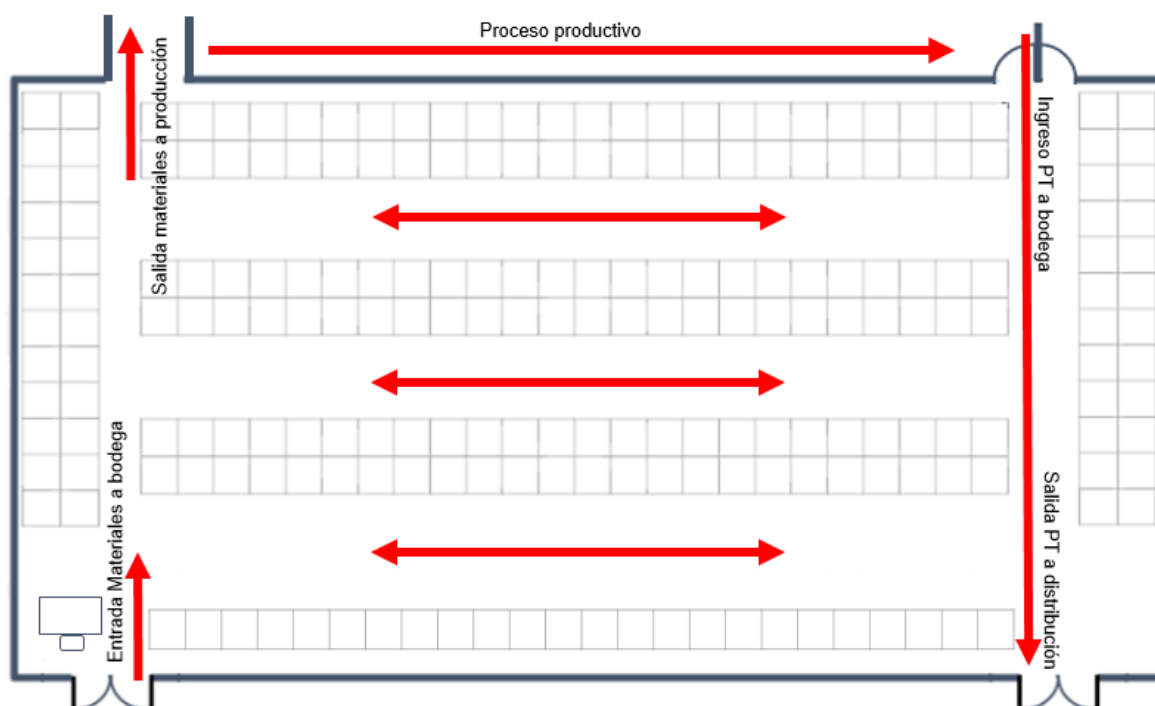 Proceso productivo
Salida materiales a producción
Ingreso PT a bodega
Entrada Materiales a bodega
Salida PT a distribución